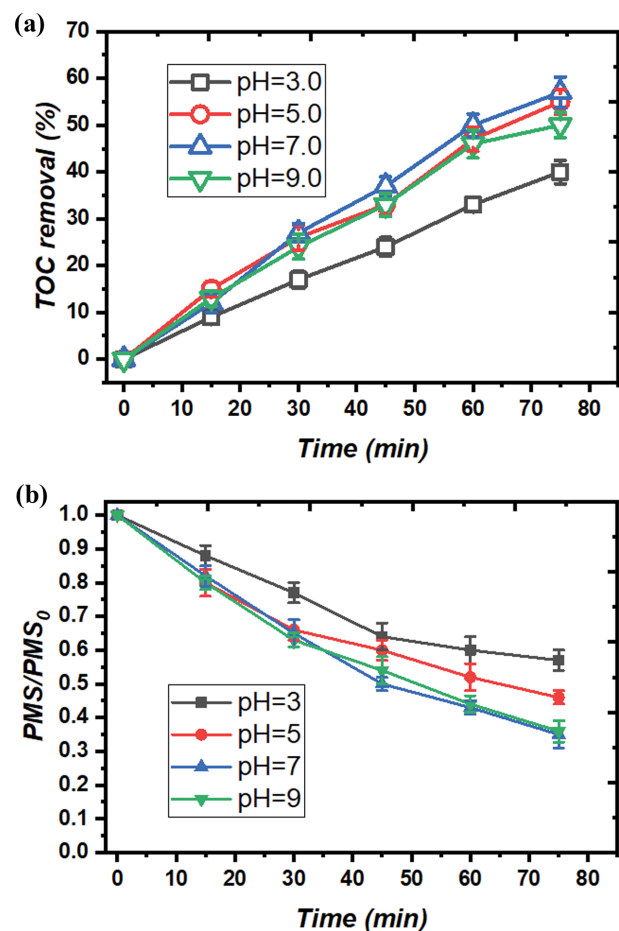 (a)
70
60
50
40
30
20
10
0
TOC removal (%)
pH=3.0
pH=5.0
pH=7.0
pH=9.0
0 10 20 30 40 50 60 70 80
Time (min)
(b)
1.0
0.9
0.8
0.7
0.6
0.5
0.4
0.3
0.2
0.1
0.0
PMS/PMS₀
pH=3
pH=5
pH=7
pH=9
0 10 20 30 40 50 60 70 80
Time (min)